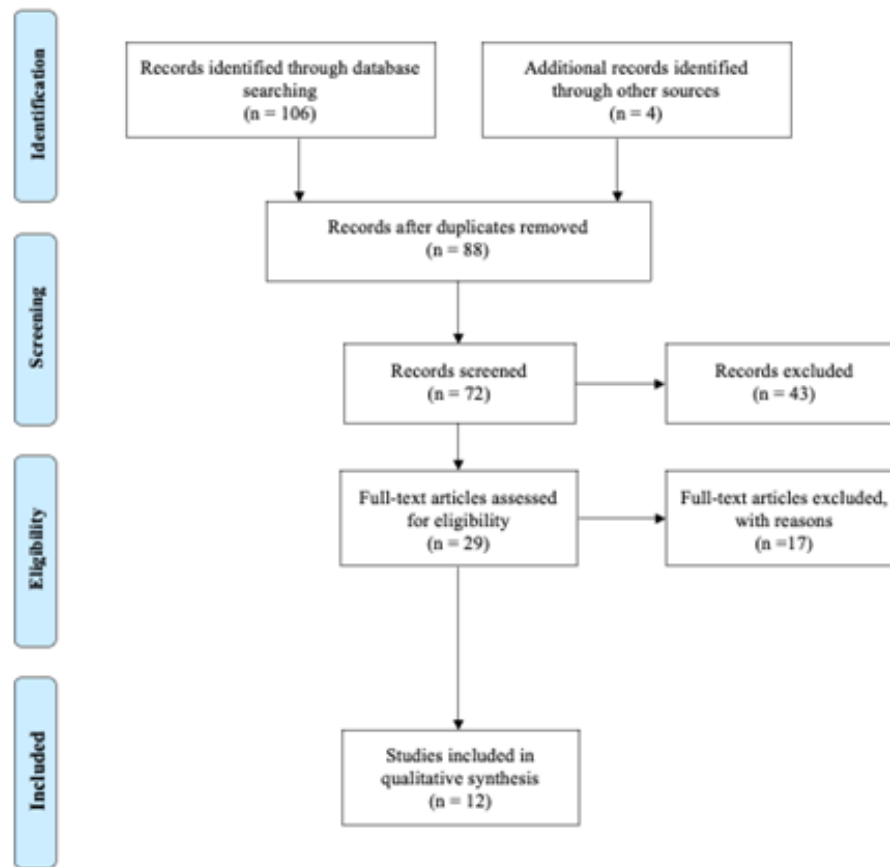 Identification
Records identified through database
searching
(n = 106)
Additional records identified
through other sources
(n = 4)
Records after duplicates removed
(n = 88)
Screening
Records screened
(n = 72)
Records excluded
(n = 43)
Eligibility
Full-text articles assessed
for eligibility
(n = 29)
Full-text articles excluded,
with reasons
(n =17)
Included
Studies included in
qualitative synthesis
(n = 12)